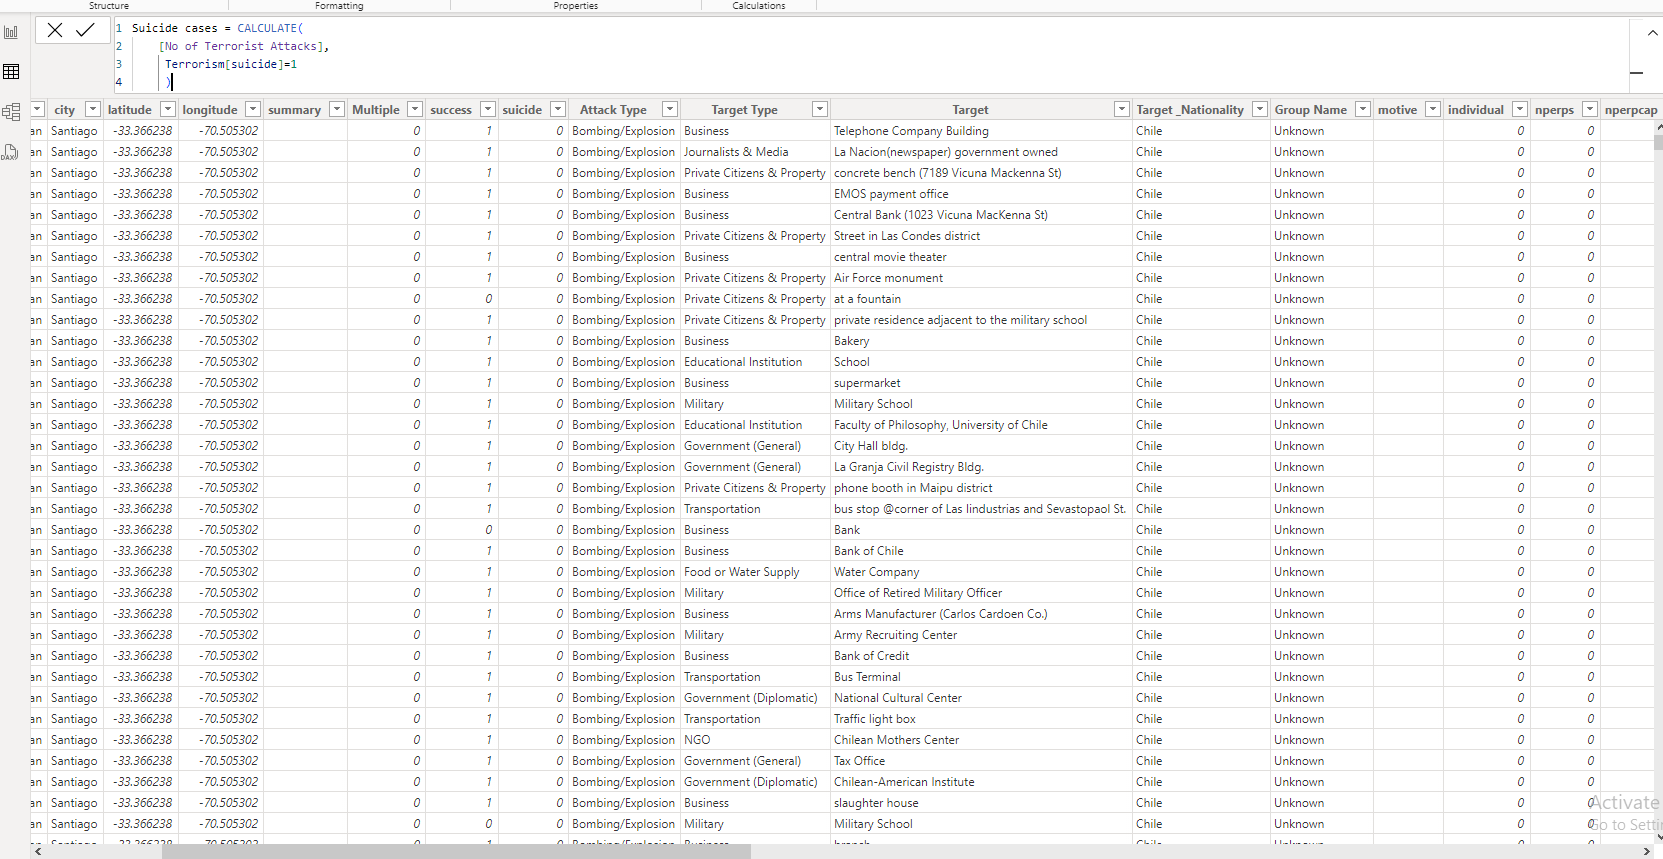 Structure Formatting Properties Calculations
1 Suicide cases = CALCULATE(
2 [No of Terrorist Attacks],
3 Terrorism[suicide]=1
4 )
city latitude longitude summary Multiple success suicide Attack Type Target Type Target Target _Nationality Group Name motive individual nperps nperpcap
an Santiago -33.366238 -70.505302 0 1 0 Bombing/Explosion Business Telephone Company Building Chile Unknown 0 0
an Santiago -33.366238 -70.505302 0 1 0 Bombing/Explosion Journalists & Media La Nacion(newspaper) government owned Chile Unknown 0 0
an Santiago -33.366238 -70.505302 0 1 0 Bombing/Explosion Private Citizens & Property concrete bench (7189 Vicuna Mackenna St) Chile Unknown 0 0
an Santiago -33.366238 -70.505302 0 1 0 Bombing/Explosion Business EMOS payment office Chile Unknown 0 0
an Santiago -33.366238 -70.505302 0 1 0 Bombing/Explosion Business Central Bank (1023 Vicuna MacKenna St) Chile Unknown 0 0
an Santiago -33.366238 -70.505302 0 1 0 Bombing/Explosion Private Citizens & Property Street in Las Condes district Chile Unknown 0 0
an Santiago -33.366238 -70.505302 0 1 0 Bombing/Explosion Business central movie theater Chile Unknown 0 0
an Santiago -33.366238 -70.505302 0 1 0 Bombing/Explosion Private Citizens & Property Air Force monument Chile Unknown 0 0
an Santiago -33.366238 -70.505302 0 0 0 Bombing/Explosion Private Citizens & Property at a fountain Chile Unknown 0 0
an Santiago -33.366238 -70.505302 0 1 0 Bombing/Explosion Private Citizens & Property private residence adjacent to the military school Chile Unknown 0 0
an Santiago -33.366238 -70.505302 0 1 0 Bombing/Explosion Business Bakery Chile Unknown 0 0
an Santiago -33.366238 -70.505302 0 1 0 Bombing/Explosion Educational Institution School Chile Unknown 0 0
an Santiago -33.366238 -70.505302 0 1 0 Bombing/Explosion Business supermarket Chile Unknown 0 0
an Santiago -33.366238 -70.505302 0 1 0 Bombing/Explosion Military Military School Chile Unknown 0 0
an Santiago -33.366238 -70.505302 0 1 0 Bombing/Explosion Educational Institution Faculty of Philosophy, University of Chile Chile Unknown 0 0
an Santiago -33.366238 -70.505302 0 1 0 Bombing/Explosion Government (General) City Hall bldg. Chile Unknown 0 0
an Santiago -33.366238 -70.505302 0 1 0 Bombing/Explosion Government (General) La Granja Civil Registry Bldg. Chile Unknown 0 0
an Santiago -33.366238 -70.505302 0 1 0 Bombing/Explosion Private Citizens & Property phone booth in Maipu district Chile Unknown 0 0
an Santiago -33.366238 -70.505302 0 1 0 Bombing/Explosion Transportation bus stop @corner of Las lindustrias and Sevastopaol St. Chile Unknown 0 0
an Santiago -33.366238 -70.505302 0 0 0 Bombing/Explosion Business Bank Chile Unknown 0 0
an Santiago -33.366238 -70.505302 0 1 0 Bombing/Explosion Business Bank of Chile Chile Unknown 0 0
an Santiago -33.366238 -70.505302 0 1 0 Bombing/Explosion Food or Water Supply Water Company Chile Unknown 0 0
an Santiago -33.366238 -70.505302 0 1 0 Bombing/Explosion Military Office of Retired Military Officer Chile Unknown 0 0
an Santiago -33.366238 -70.505302 0 1 0 Bombing/Explosion Business Arms Manufacturer (Carlos Cardoen Co.) Chile Unknown 0 0
an Santiago -33.366238 -70.505302 0 1 0 Bombing/Explosion Military Army Recruiting Center Chile Unknown 0 0
an Santiago -33.366238 -70.505302 0 1 0 Bombing/Explosion Business Bank of Credit Chile Unknown 0 0
an Santiago -33.366238 -70.505302 0 1 0 Bombing/Explosion Transportation Bus Terminal Chile Unknown 0 0
an Santiago -33.366238 -70.505302 0 1 0 Bombing/Explosion Government (Diplomatic) National Cultural Center Chile Unknown 0 0
an Santiago -33.366238 -70.505302 0 1 0 Bombing/Explosion Transportation Traffic light box Chile Unknown 0 0
an Santiago -33.366238 -70.505302 0 1 0 Bombing/Explosion NGO Chilean Mothers Center Chile Unknown 0 0
an Santiago -33.366238 -70.505302 0 1 0 Bombing/Explosion Government (General) Tax Office Chile Unknown 0 0
an Santiago -33.366238 -70.505302 0 1 0 Bombing/Explosion Government (Diplomatic) Chilean-American Institute Chile Unknown 0 0
an Santiago -33.366238 -70.505302 0 1 0 Bombing/Explosion Business slaughter house Chile Unknown 0 0
Activate
an Santiago -33.366238 -70.505302 0 0 0 Bombing/Explosion Military Military School Chile Unknown 0 0
Go to Setti